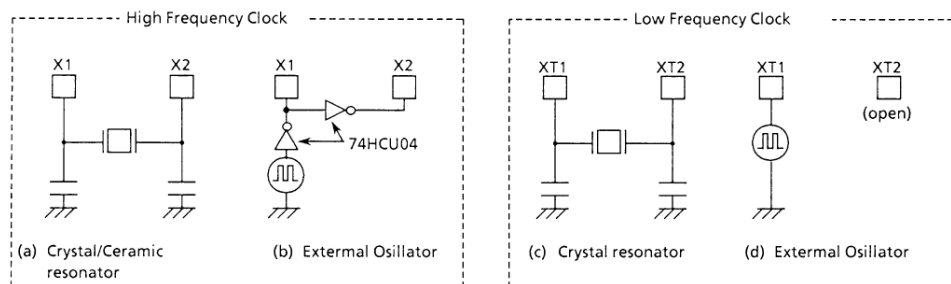 High Frequency Clock
Low Frequency Clock
X1 X2 X1 X2
XT1 XT2 XT1 XT2
(open)
74HCU04
(a) Crystal/Ceramic
resonator
(b) Extermal Osillator
(c) Crystal resonator
(d) Extermal Osillator